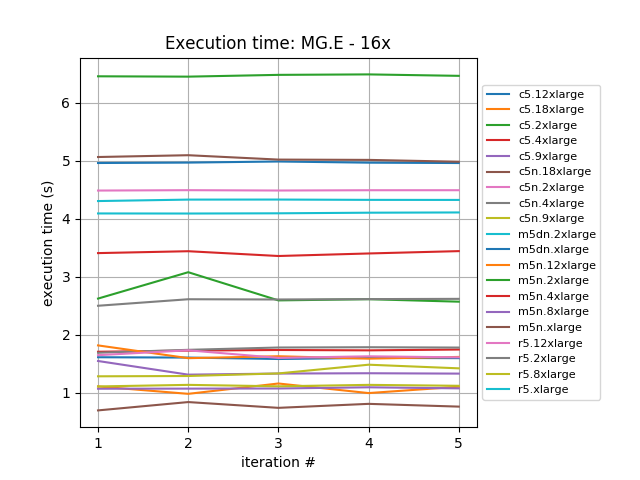 Execution time: MG.E - 16x
execution time (s)
6
5
4
3
2
1
1 2 3 4 5
iteration #
c5.12xlarge
c5.18xlarge
c5.2xlarge
c5.4xlarge
c5.9xlarge
c5n.18xlarge
c5n.2xlarge
c5n.4xlarge
c5n.9xlarge
m5dn.2xlarge
m5dn.xlarge
m5n.12xlarge
m5n.2xlarge
m5n.4xlarge
m5n.8xlarge
m5n.xlarge
r5.12xlarge
r5.2xlarge
r5.8xlarge
r5.xlarge